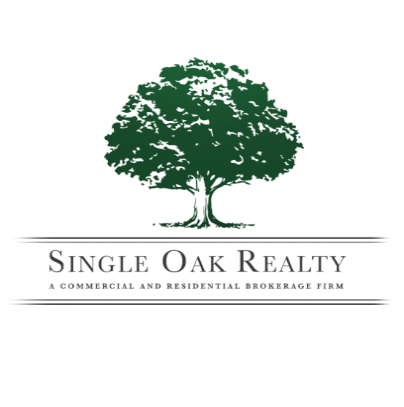 SINGLE OAK REALTY
A COMMERCIAL AND RESIDENTIAL BROKERAGE FIRM